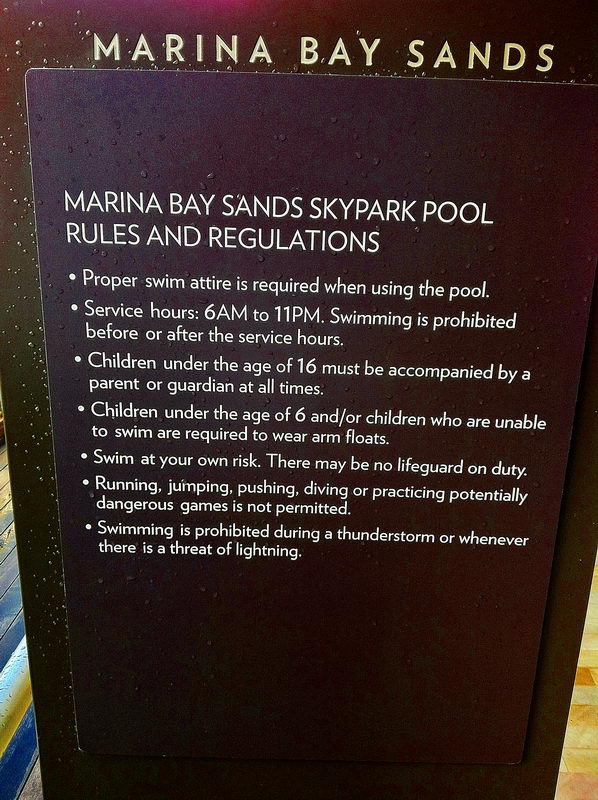 MARINA BAY SANDS
MARINA BAY SANDS SKYPARK POOL
RULES AND REGULATIONS
• Proper swim attire is required when using the pool.
• Service hours: 6AM to 11PM. Swimming is prohibited
before or after the service hours.
• Children under the age of 16 must be accompanied by a
parent or guardian at all times.
• Children under the age of 6 and/or children who are unable
to swim are required to wear arm floats.
• Swim at your own risk. There may be no lifeguard on duty.
• Running, jumping, pushing, diving or practicing potentially
dangerous games is not permitted.
• Swimming is prohibited during a thunderstorm or whenever
there is a threat of lightning.